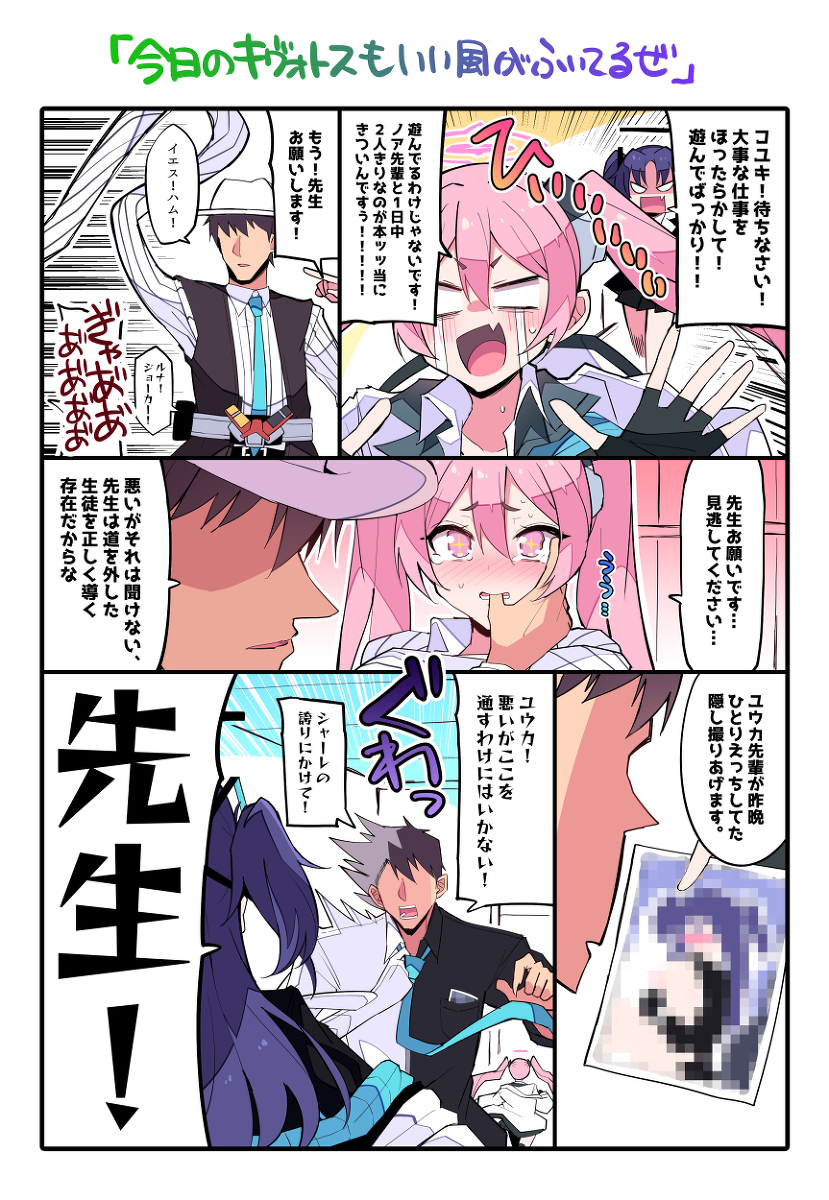 「今日のキヴォトスもいい風がふいてるぜ」
コユキ！待ちなさい！
大事な仕事を
ほったらかして！
遊んでばっかり！！
ひぃぃぃぃぃぃ
遊んでるわけじゃないです！
ノア先輩と１日中
２人きりなのが本ッッ当に
きついんですぅ！！！！！
もう！先生
お願いします！
イエス！ハム！
ルナ！
ジョーカー！
ぎゃああ
ああああ
先生お願いです…
見逃してください…
うぅ…
悪いがそれは聞けない、
先生は道を外した
生徒を正しく導く
存在だからな
ユウカ先輩が昨晩
ひとりえっちしてた
隠し撮りあげます。
ユウカ！
悪いがここを
通すわけにはいかない！
ぐわっ
シャーレの
誇りにかけて！
先生！